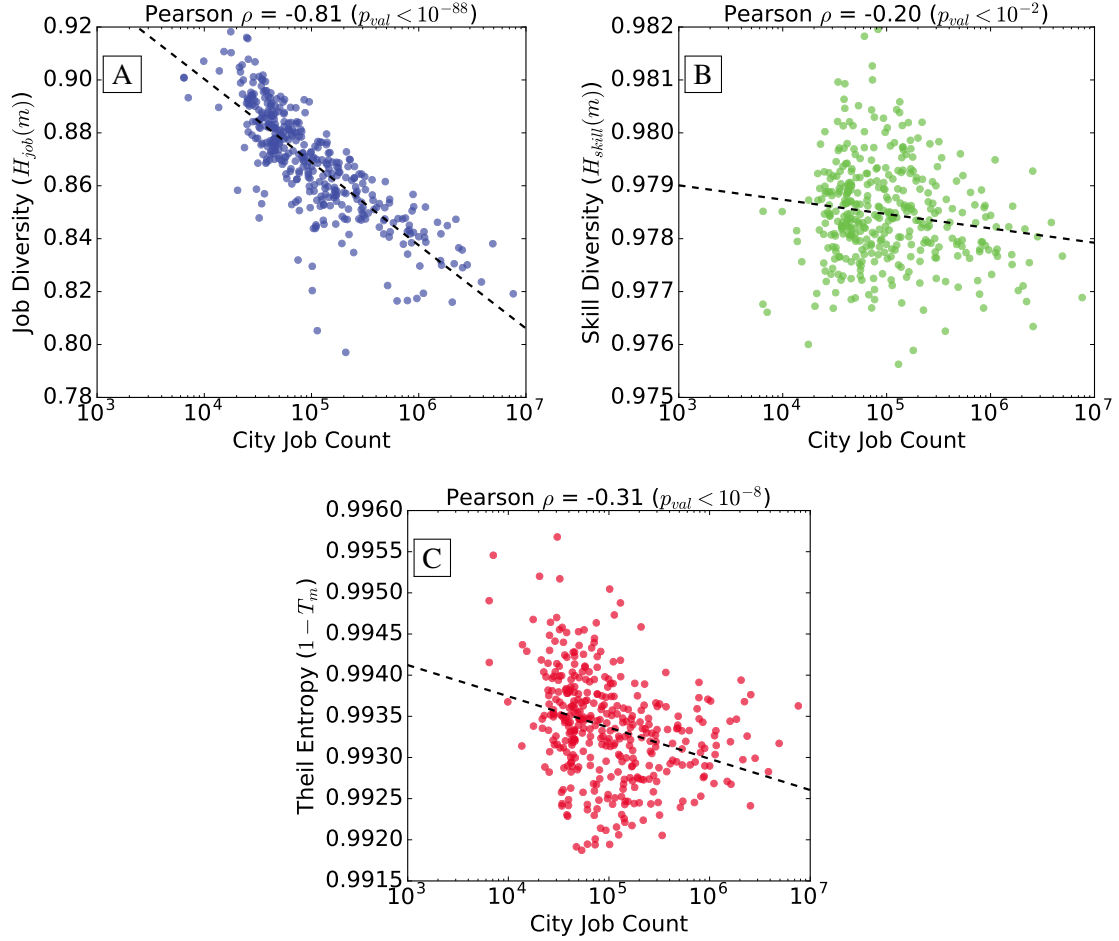 Pearson ρ = -0.81 (p_val < 10^-88)
A
Job Diversity (H_job(m))
0.92
0.90
0.88
0.86
0.84
0.82
0.80
0.78
10^3 10^4 10^5 10^6 10^7
City Job Count
Pearson ρ = -0.20 (p_val < 10^-2)
B
Skill Diversity (H_skill(m))
0.982
0.981
0.980
0.979
0.978
0.977
0.976
0.975
10^3 10^4 10^5 10^6 10^7
City Job Count
Pearson ρ = -0.31 (p_val < 10^-8)
C
Theil Entropy (1 − T_m)
0.9960
0.9955
0.9950
0.9945
0.9940
0.9935
0.9930
0.9925
0.9920
0.9915
10^3 10^4 10^5 10^6 10^7
City Job Count